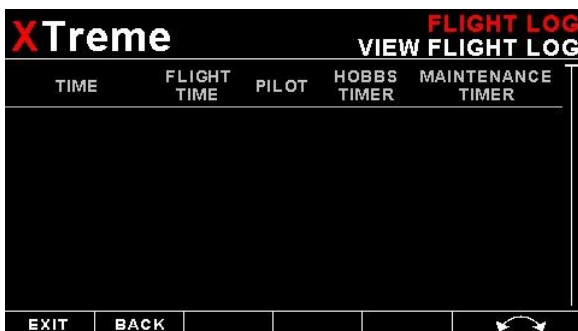 XTreme
FLIGHT LOG
VIEW FLIGHT LOG
TIME FLIGHT TIME PILOT HOBBS TIMER MAINTENANCE TIMER
EXIT BACK